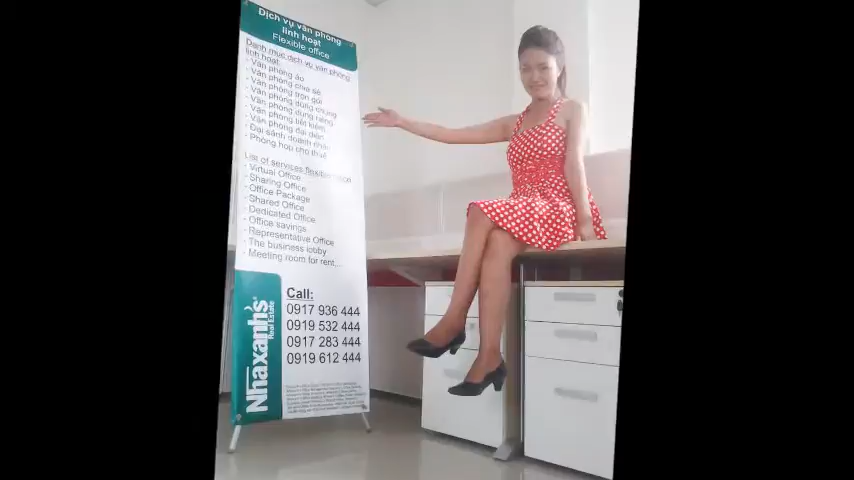 Dịch vụ văn phòng
linh hoạt
Flexible office
Danh mục dịch vụ văn phòng
linh hoạt:
- Văn phòng ảo
- Văn phòng chia sẻ
- Văn phòng trọn gói
- Văn phòng dùng chung
- Văn phòng dùng riêng
- Văn phòng tiết kiệm
- Văn phòng đại diện
- Đại sảnh doanh nhân
- Phòng họp cho thuê
List of services flexible office
- Virtual Office
- Sharing Office
- Office Package
- Shared Office
- Dedicated Office
- Office savings
- Representative Office
- The business lobby
- Meeting room for rent,
Call:
0917 936 444
0919 532 444
0917 283 444
0919 612 444
Nhaxanh's
Real Estate